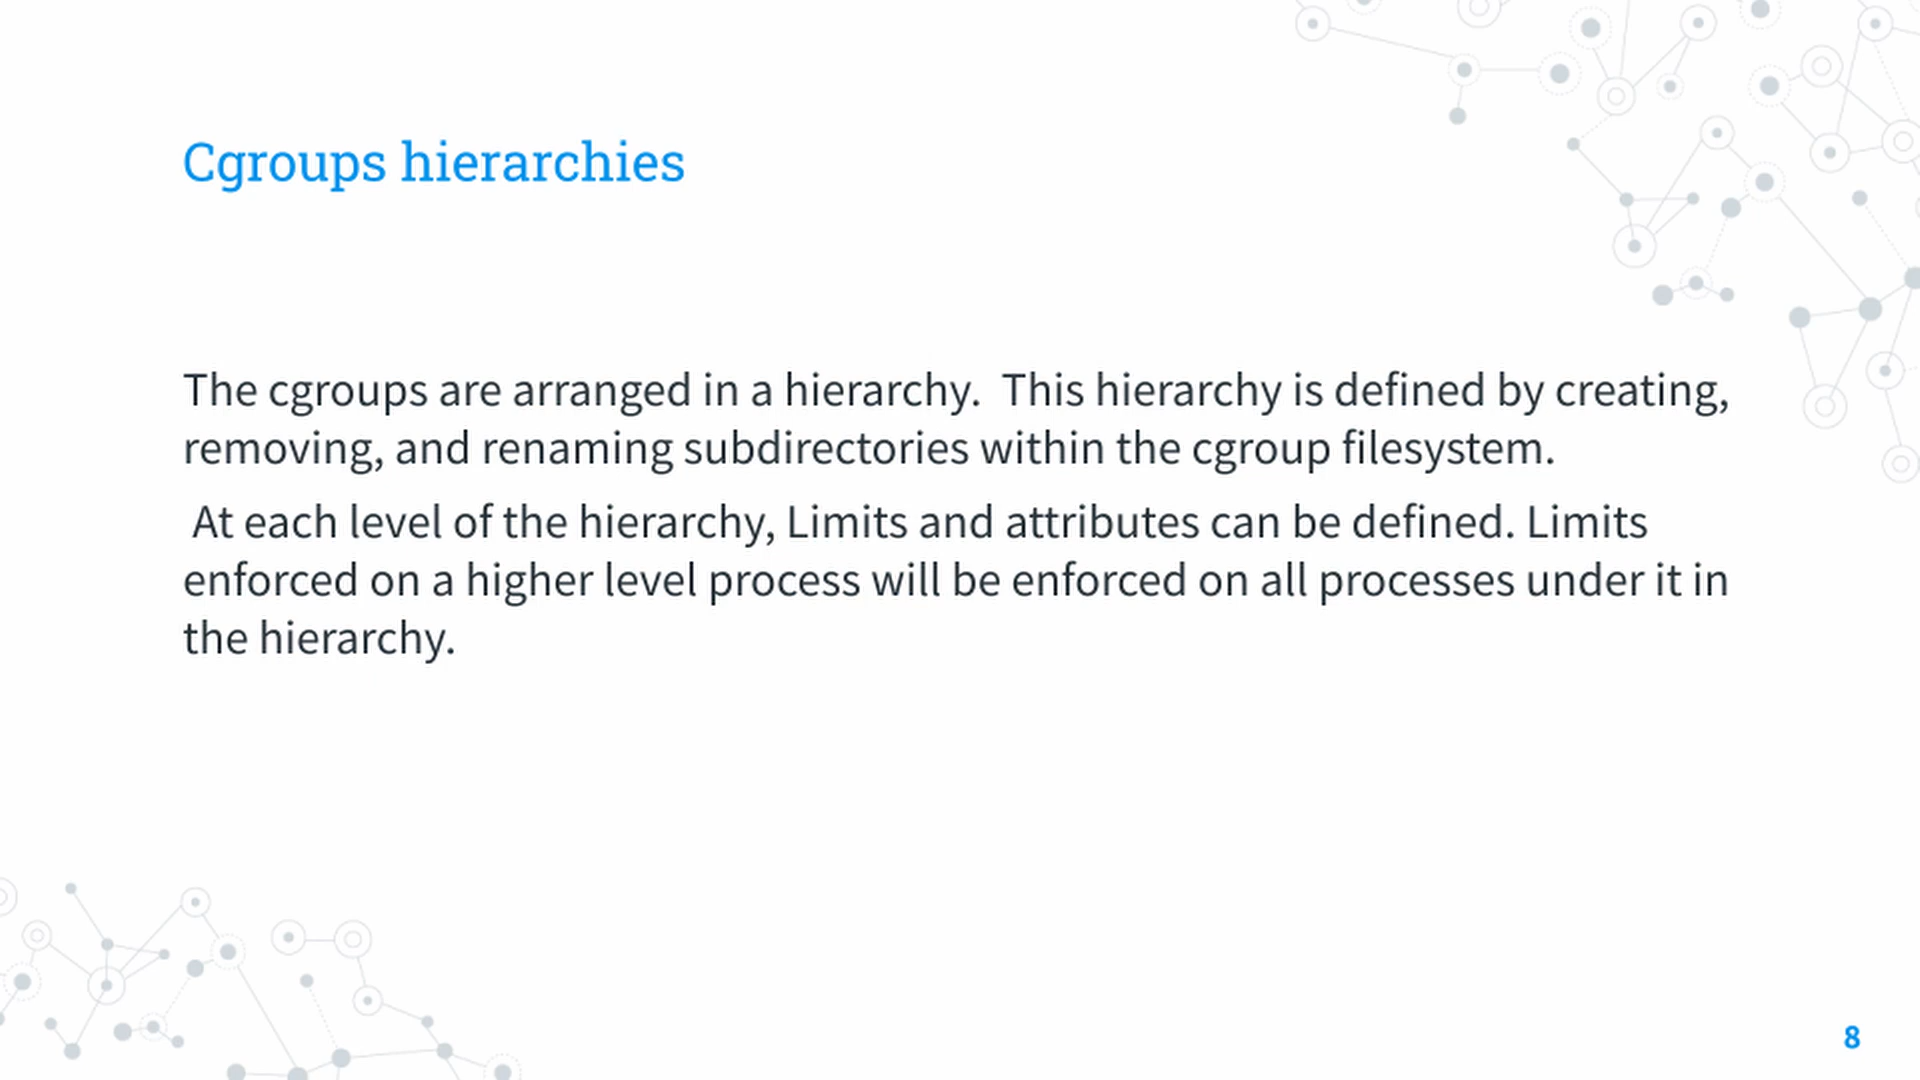 Cgroups hierarchies
The cgroups are arranged in a hierarchy.  This hierarchy is defined by creating,
removing, and renaming subdirectories within the cgroup filesystem.
At each level of the hierarchy, Limits and attributes can be defined. Limits
enforced on a higher level process will be enforced on all processes under it in
the hierarchy.
8